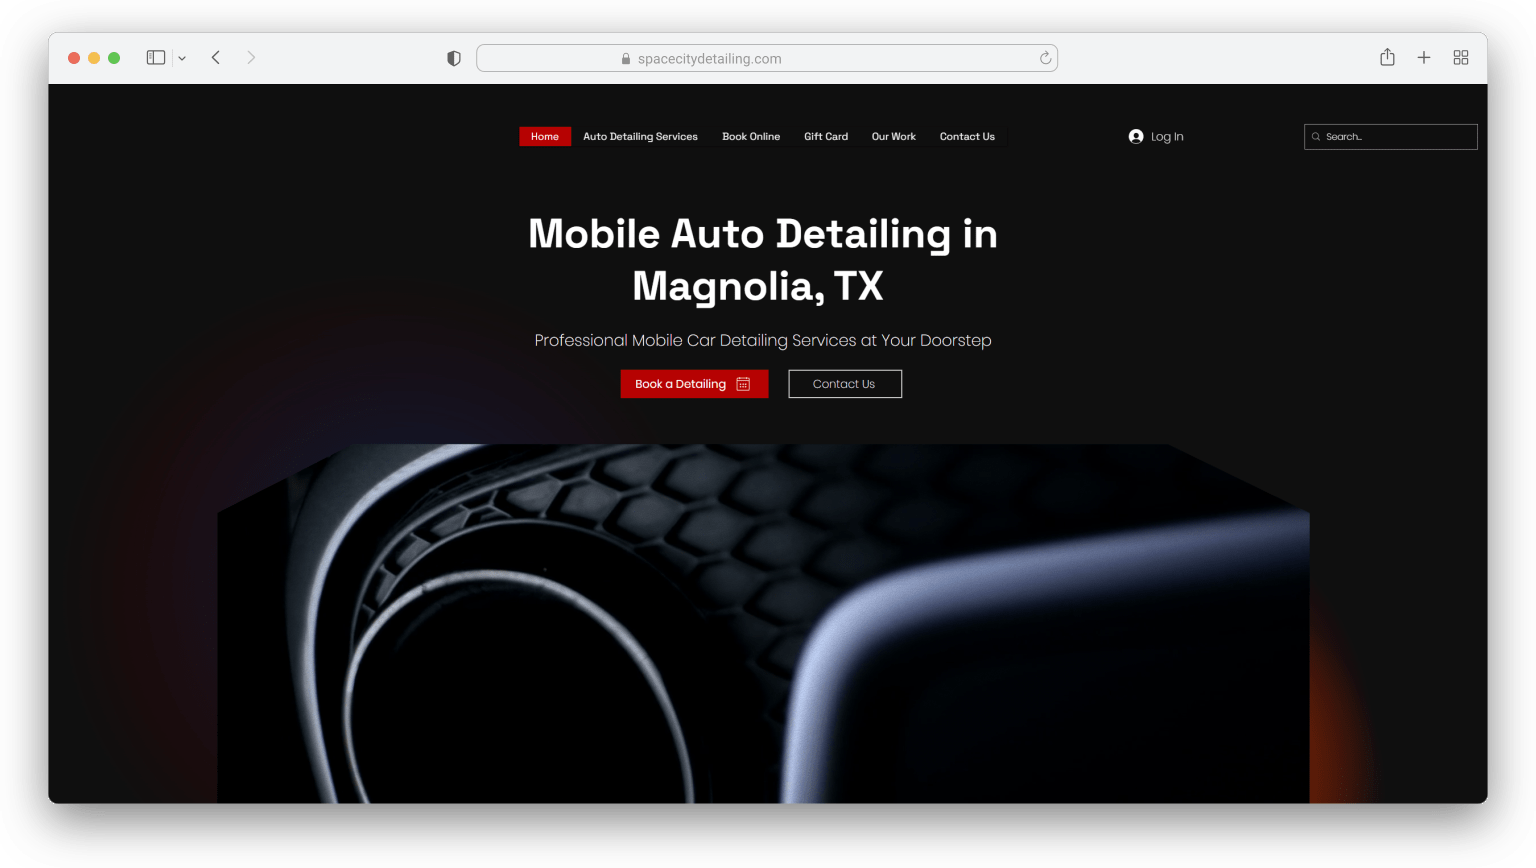 spacecitydetailing.com
Home Auto Detailing Services Book Online Gift Card Our Work Contact Us Log In Search...
Mobile Auto Detailing in
Magnolia, TX
Professional Mobile Car Detailing Services at Your Doorstep
Book a Detailing Contact Us